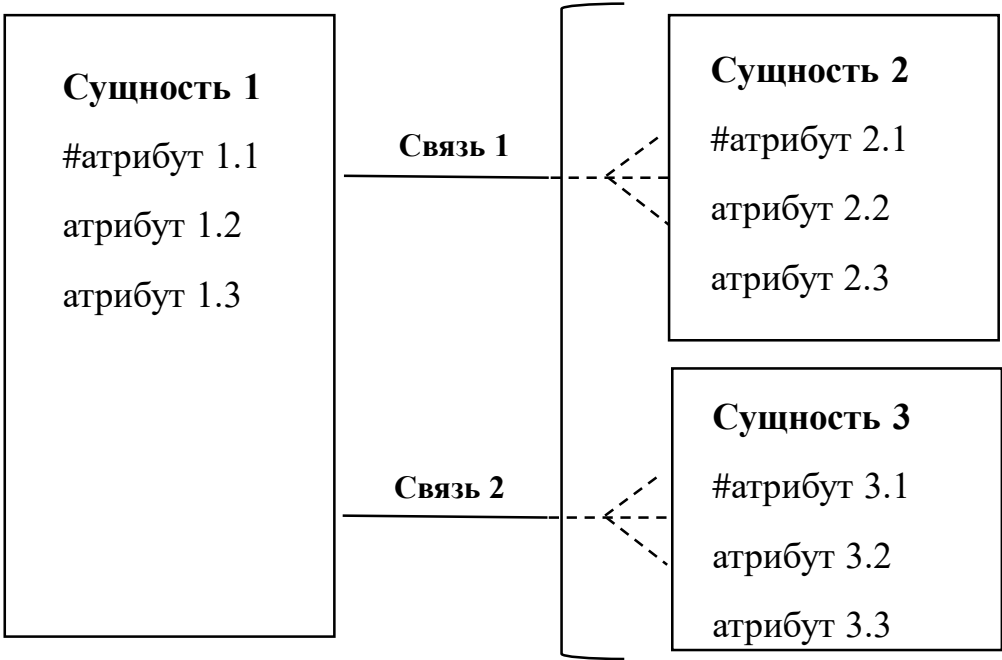 Сущность 1
#атрибут 1.1
атрибут 1.2
атрибут 1.3
Связь 1
Связь 2
Сущность 2
#атрибут 2.1
атрибут 2.2
атрибут 2.3
Сущность 3
#атрибут 3.1
атрибут 3.2
атрибут 3.3